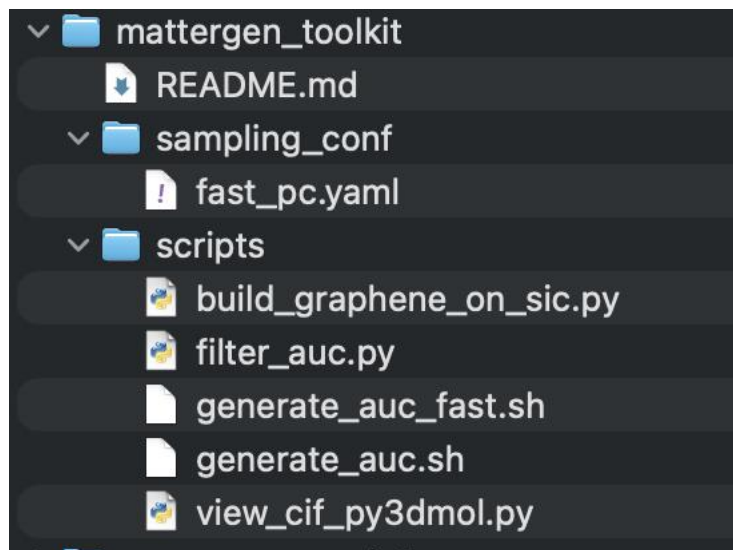 mattergen_toolkit
README.md
sampling_conf
fast_pc.yaml
scripts
build_graphene_on_sic.py
filter_auc.py
generate_auc_fast.sh
generate_auc.sh
view_cif_py3dmol.py